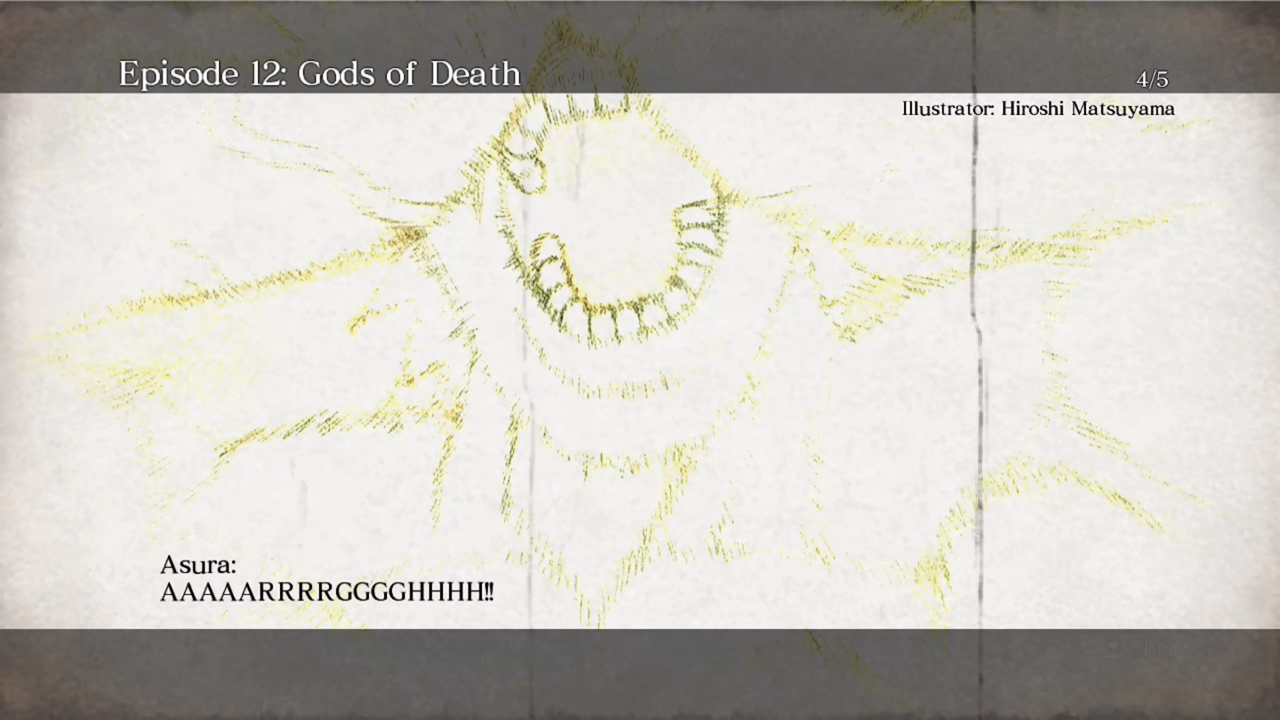 Episode 12: Gods of Death
4/5
Illustrator: Hiroshi Matsuyama
Asura:
AAAAARRRRGGGGHHHH!!